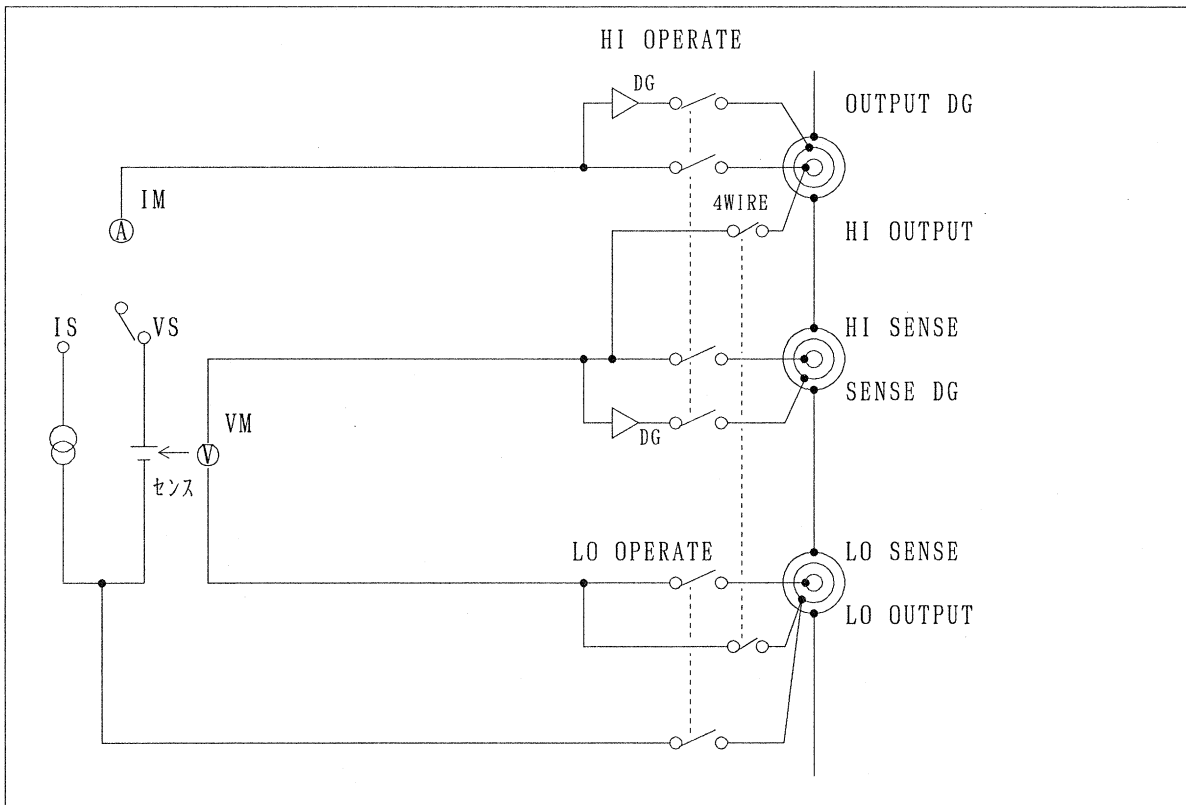 HI OPERATE
DG
OUTPUT DG
IM
A
4WIRE
HI OUTPUT
IS
VS
HI SENSE
SENSE DG
VM
DG
V
センス
LO OPERATE
LO SENSE
LO OUTPUT